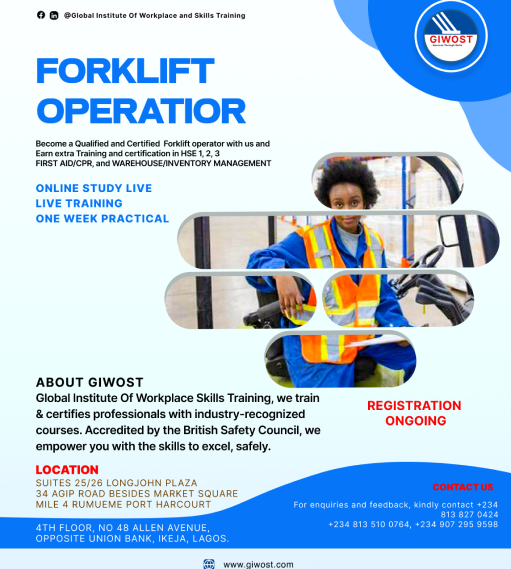 @Global Institute Of Workplace and Skills Training
GIWOST
FORKLIFT
OPERATIOR
Become a Qualified and Certified Forklift operator with us and
Earn extra Training and certification in HSE 1, 2, 3
FIRST AID/CPR, and WAREHOUSE/INVENTORY MANAGEMENT
ONLINE STUDY LIVE
LIVE TRAINING
ONE WEEK PRACTICAL
ABOUT GIWOST
Global Institute Of Workplace Skills Training, we train
& certifies professionals with industry-recognized
courses. Accredited by the British Safety Council, we
empower you with the skills to excel, safely.
REGISTRATION
ONGOING
LOCATION
SUITES 25/26 LONGJOHN PLAZA
34 AGIP ROAD BESIDES MARKET SQUARE
MILE 4 RUMUEME PORT HARCOURT
4TH FLOOR, NO 48 ALLEN AVENUE,
OPPOSITE UNION BANK, IKEJA, LAGOS.
CONTACT US
For enquiries and feedback, kindly contact +234
813 827 0424
+234 813 510 0764, +234 907 295 9598
www.giwost.com